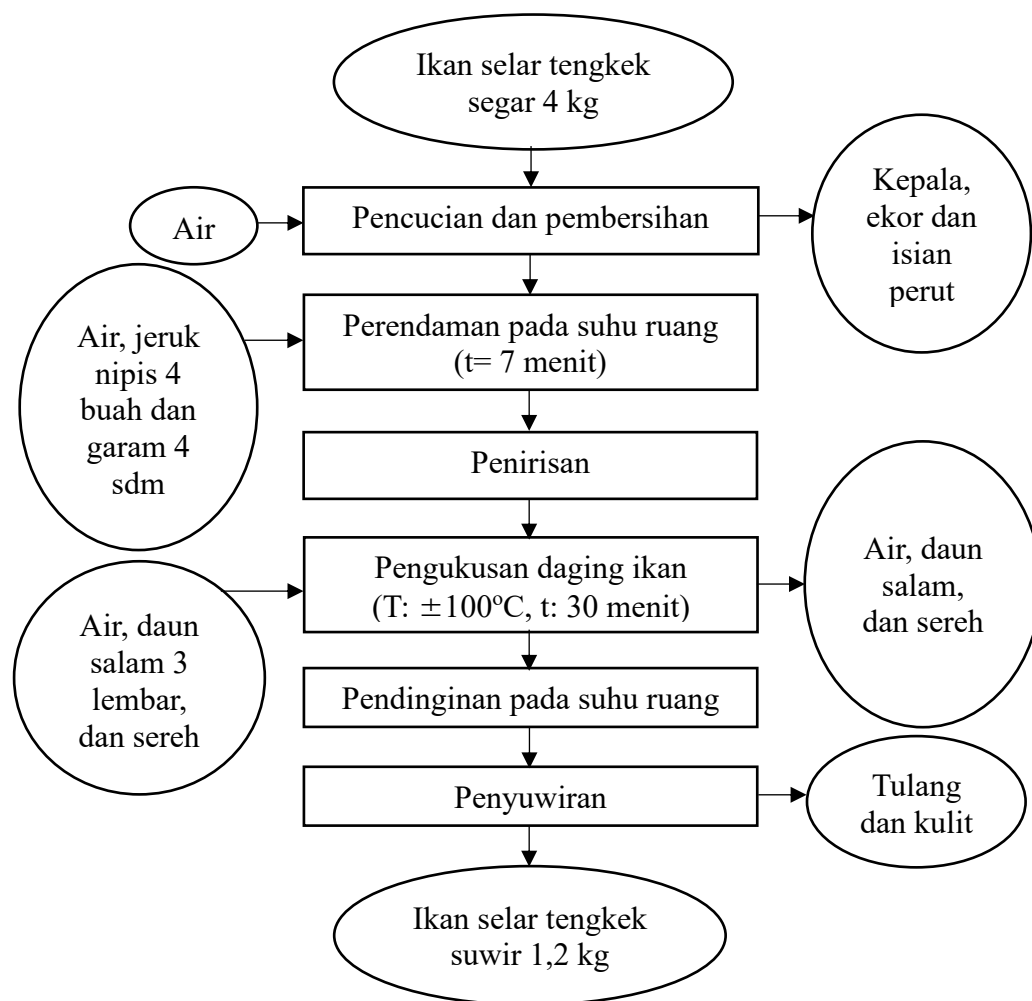 Ikan selar tengkek
segar 4 kg
Air
Pencucian dan pembersihan
Kepala,
ekor dan
isian
perut
Air, jeruk
nipis 4
buah dan
garam 4
sdm
Perendaman pada suhu ruang
(t= 7 menit)
Penirisan
Air, daun
salam 3
lembar,
dan sereh
Pengukusan daging ikan
(T: ±100ºC, t: 30 menit)
Air, daun
salam,
dan sereh
Pendinginan pada suhu ruang
Penyuwiran
Tulang
dan kulit
Ikan selar tengkek
suwir 1,2 kg